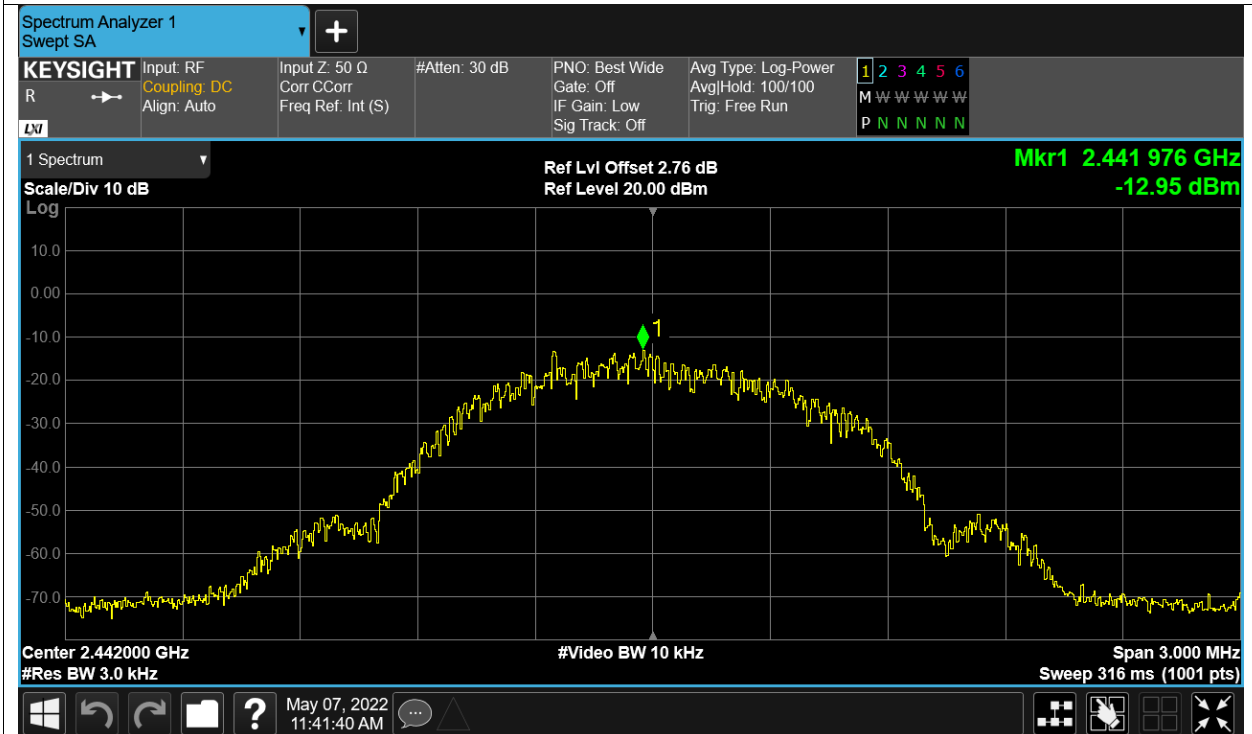 Spectrum Analyzer 1
Swept SA
+
KEYSIGHT Input: RF Input Z: 50 Ω #Atten: 30 dB PNO: Best Wide Avg Type: Log-Power 1 2 3 4 5 6
R Coupling: DC Corr CCorr Gate: Off Avg|Hold: 100/100 M W W W W W W
Align: Auto Freq Ref: Int (S) IF Gain: Low Trig: Free Run
LXI Sig Track: Off P N N N N N N
1 Spectrum
Ref Lvl Offset 2.76 dB
Mkr1 2.441 976 GHz
Scale/Div 10 dB Ref Level 20.00 dBm -12.95 dBm
Log
10.0
0.00
-10.0
1
-20.0
-30.0
-40.0
-50.0
-60.0
-70.0
Center 2.442000 GHz #Video BW 10 kHz Span 3.000 MHz
#Res BW 3.0 kHz Sweep 316 ms (1001 pts)
? May 07, 2022
11:41:40 AM